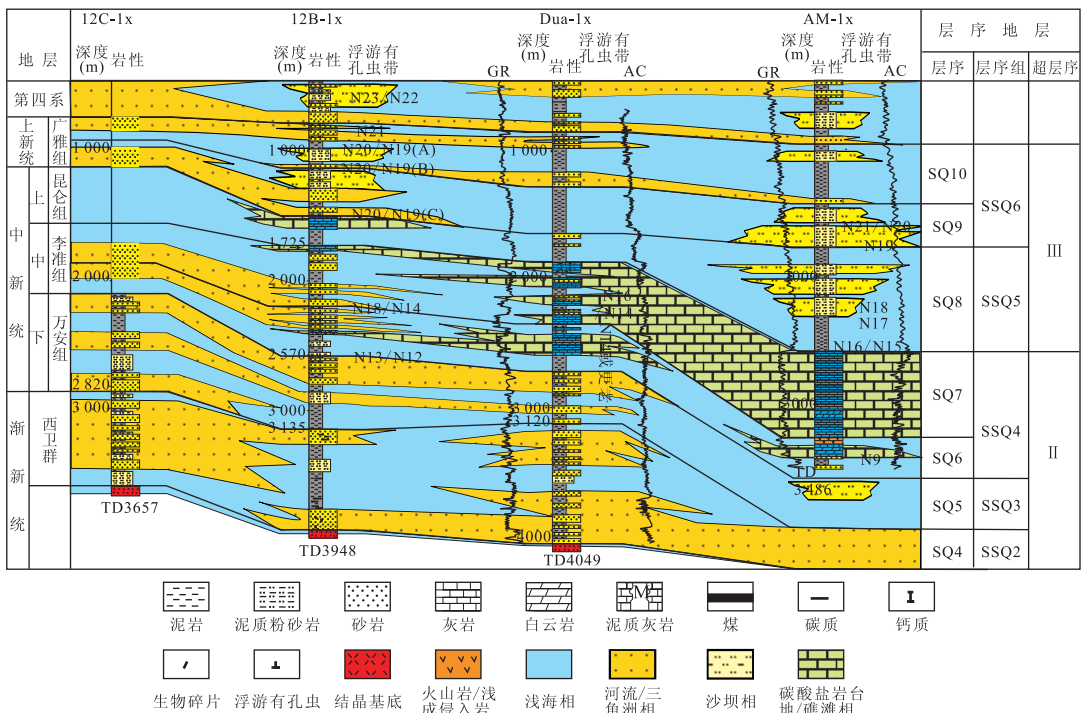 12C-1x
12B-1x
Dua-1x
AM-1x
层 序 地 层
地 层
深度(m)
岩性
深度(m)
岩性
浮游有孔虫带
GR
深度(m)
岩性
AC
GR
深度(m)
岩性
浮游有孔虫带
AC
层序
层序组
超层序
第四系
上新统
广雅组
中新统
上
昆仑组
中
李准组
下
万安组
渐新统
西卫群
1 000
2 000
2 820
3 000
TD3657
N23/N22
N21
1 000
N20/N19(A)
N20/N19(B)
N20/N19(C)
1 725
2 000
N18/N14
2 570
N13/N12
3 000
3 135
TD3948
1 000
3 000
3 120
4000
TD4049
N21/N20
N19
N18
N17
N16/N15
N9
TD
3 486
SQ10
SQ9
SQ8
SQ7
SQ6
SQ5
SQ4
SSQ6
SSQ5
SSQ4
SSQ3
SSQ2
III
II
泥岩
泥质粉砂岩
砂岩
灰岩
白云岩
M
泥质灰岩
煤
碳质
钙质
生物碎片
浮游有孔虫
结晶基底
火山岩/浅
成侵入岩
浅海相
河流/三
角洲相
沙坝相
碳酸盐岩台
地/礁滩相